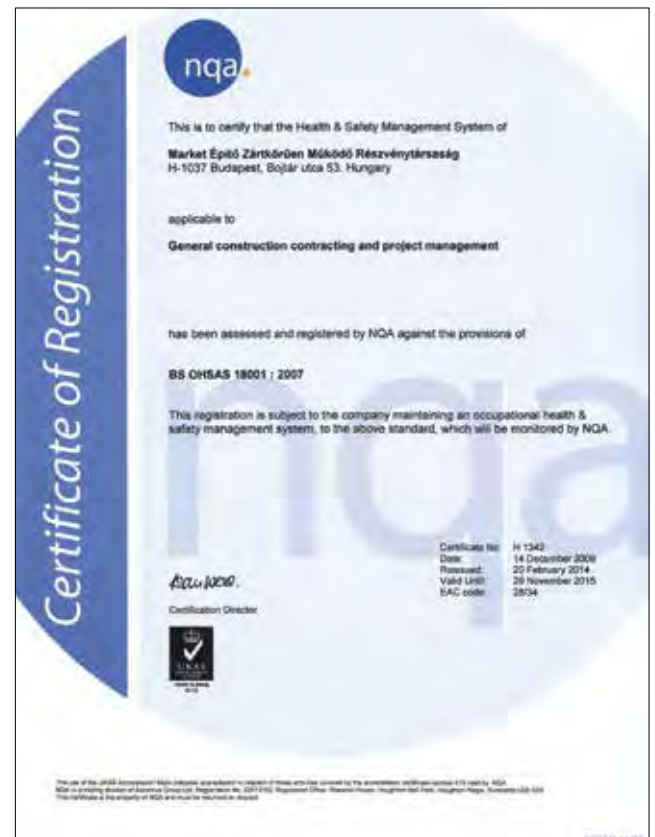 nqa.
Certificate of Registration
This is to certify that the Health & Safety Management System of
Market Építő Zártkörűen Működő Részvénytársaság
H-1037 Budapest, Bojtár utca 53. Hungary
applicable to
General construction contracting and project management
has been assessed and registered by NQA against the provisions of
BS OHSAS 18001 : 2007
This registration is subject to the company maintaining an occupational health &
safety management system, to the above standard, which will be monitored by NQA.
nqa
Certificate No: H 1342
Date: 14 December 2009
Reissued: 20 February 2014
Valid Until: 29 November 2015
EAC code: 28/34
Certification Director
UKAS